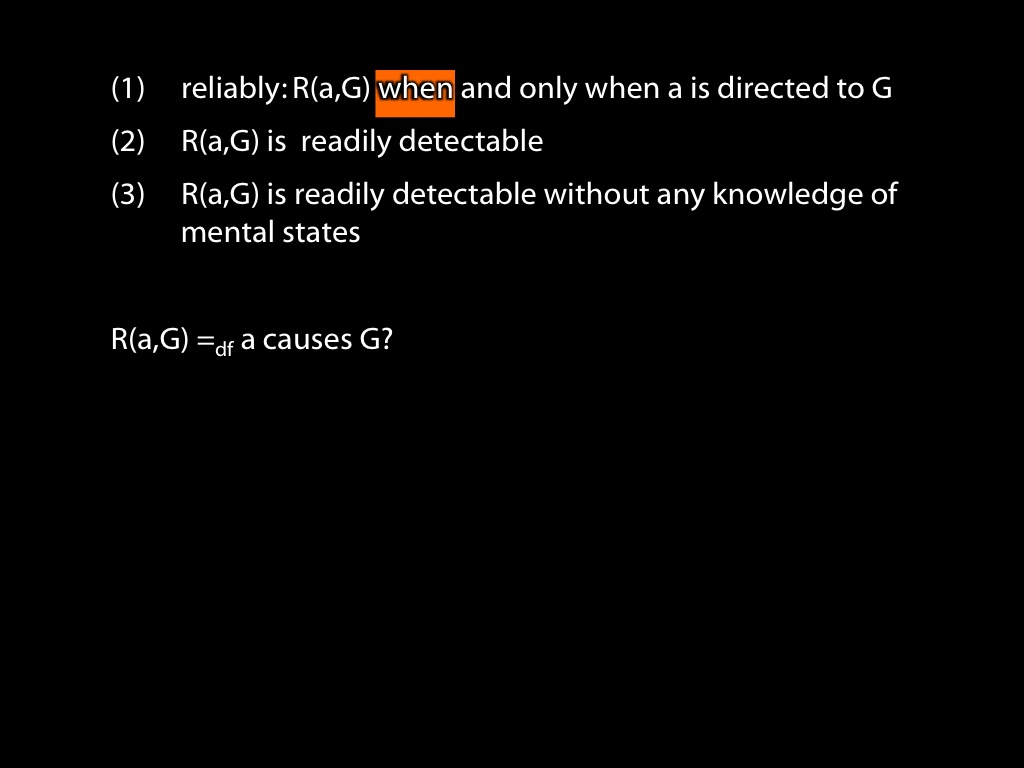 (1) reliably: R(a,G) when and only when a is directed to G
(2) R(a,G) is readily detectable
(3) R(a,G) is readily detectable without any knowledge of
mental states
R(a,G) =df a causes G?